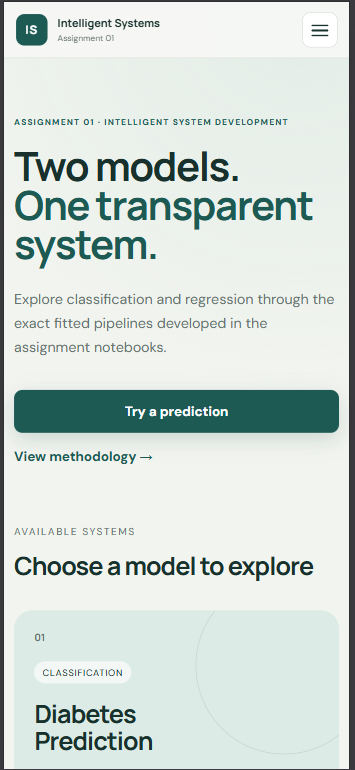 IS
Intelligent Systems
Assignment 01
ASSIGNMENT 01 · INTELLIGENT SYSTEM DEVELOPMENT
Two models.
One transparent
system.
Explore classification and regression through the
exact fitted pipelines developed in the
assignment notebooks.
Try a prediction
View methodology →
AVAILABLE SYSTEMS
Choose a model to explore
01
CLASSIFICATION
Diabetes
Prediction